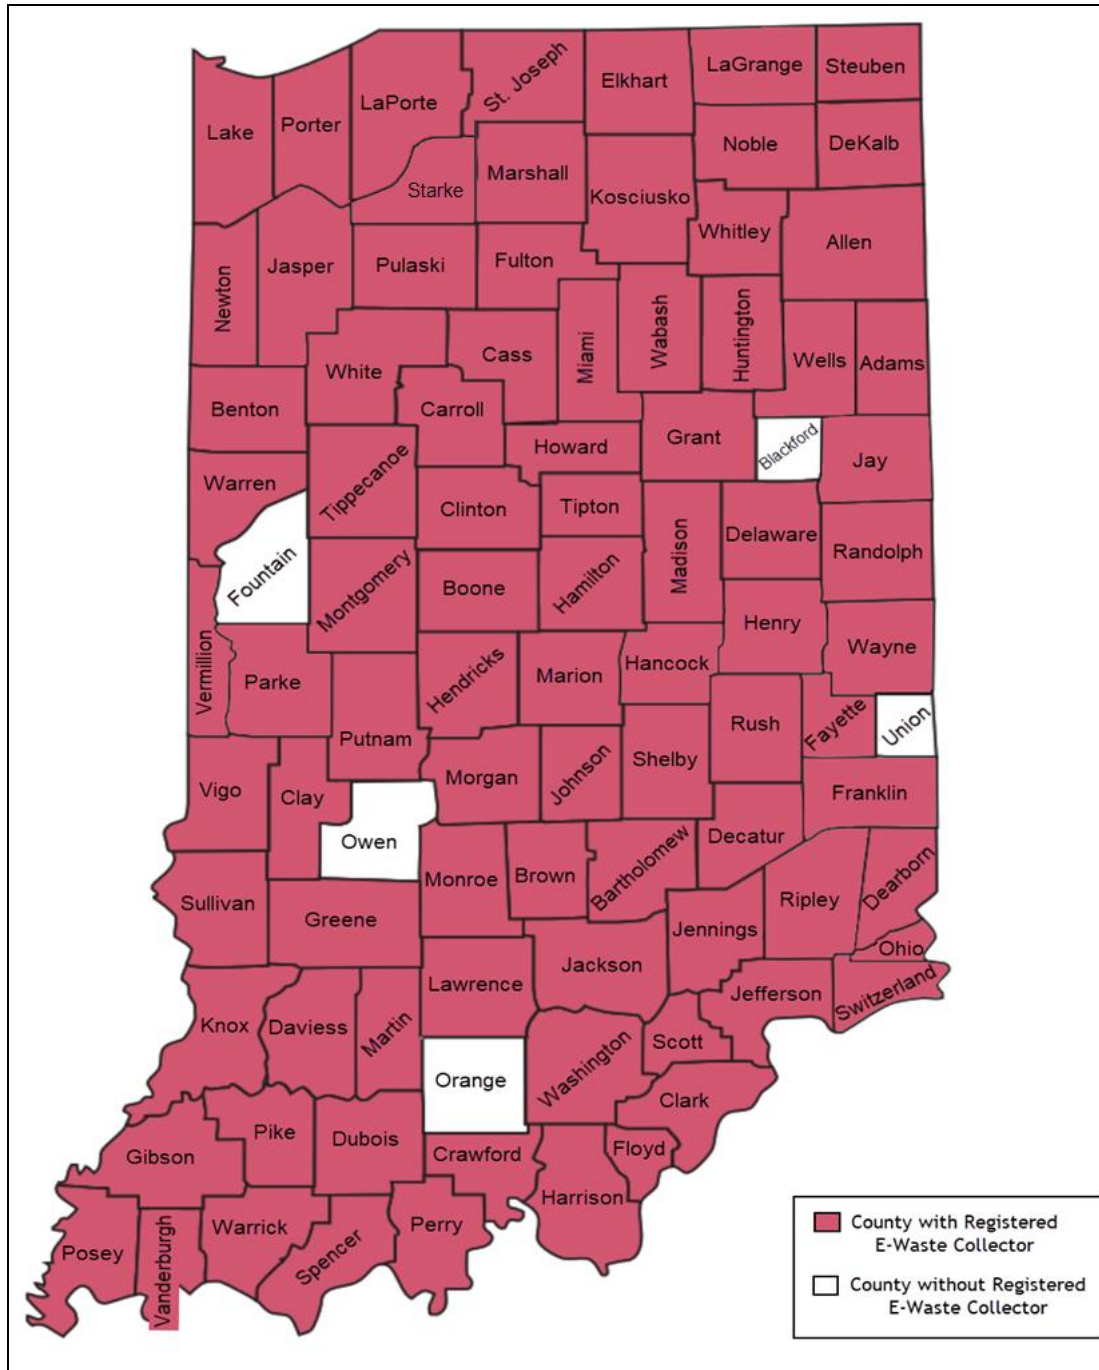 St. Joseph
Elkhart
LaGrange
Steuben
LaPorte
Lake
Porter
Noble
DeKalb
Marshall
Starke
Kosciusko
Whitley
Allen
Newton
Jasper
Pulaski
Fulton
White
Cass
Miami
Wabash
Huntington
Wells
Adams
Benton
Carroll
Howard
Grant
Blackford
Jay
Warren
Tippecanoe
Clinton
Tipton
Madison
Delaware
Randolph
Fountain
Montgomery
Boone
Hamilton
Henry
Wayne
Vermillion
Parke
Hendricks
Marion
Hancock
Putnam
Rush
Fayette
Union
Vigo
Clay
Morgan
Johnson
Shelby
Franklin
Owen
Decatur
Sullivan
Greene
Monroe
Brown
Bartholomew
Ripley
Dearborn
Jennings
Ohio
Lawrence
Jackson
Jefferson
Switzerland
Knox
Daviess
Martin
Scott
Orange
Washington
Clark
Gibson
Pike
Dubois
Crawford
Floyd
Harrison
Posey
Vanderburgh
Warrick
Spencer
Perry
County with Registered
E-Waste Collector
County without Registered
E-Waste Collector